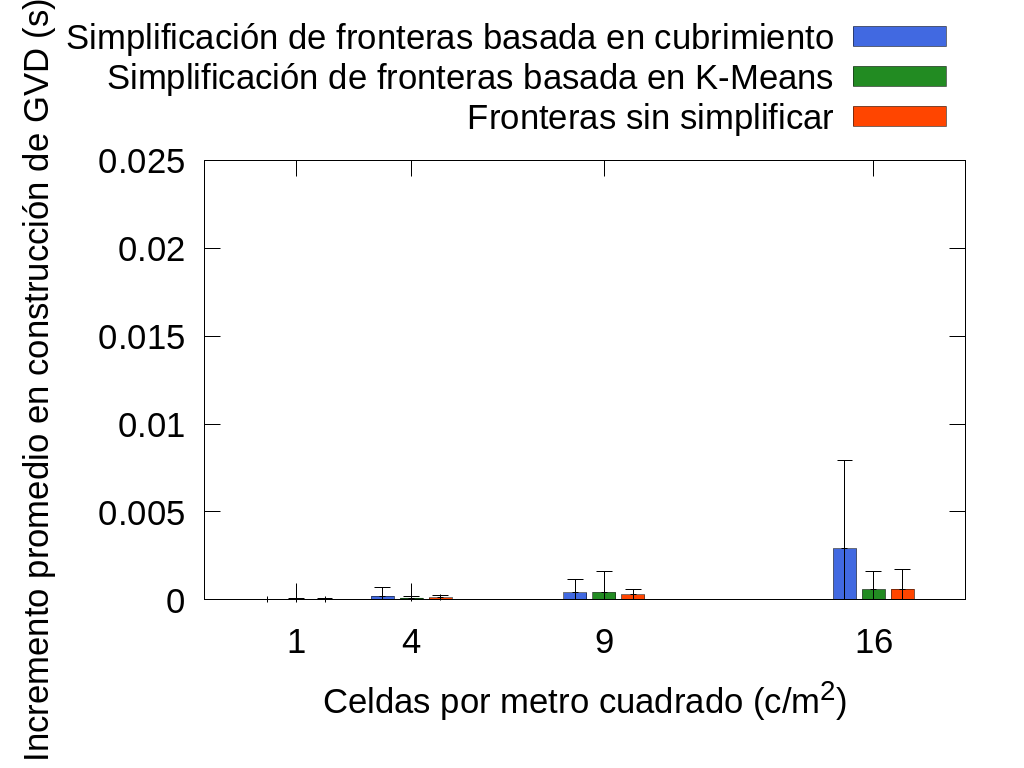 Incremento promedio en construcción de GVD (s)
Simplificación de fronteras basada en cubrimiento
Simplificación de fronteras basada en K-Means
Fronteras sin simplificar
0.025
0.02
0.015
0.01
0.005
0
1 4 9 16
Celdas por metro cuadrado (c/m²)